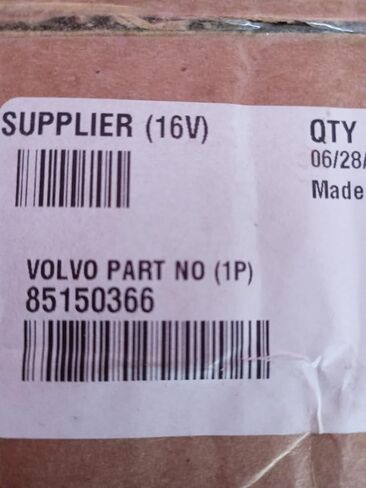 SUPPLIER (16V)
QTY
06/28/
Made
VOLVO PART NO (1P)
85150366